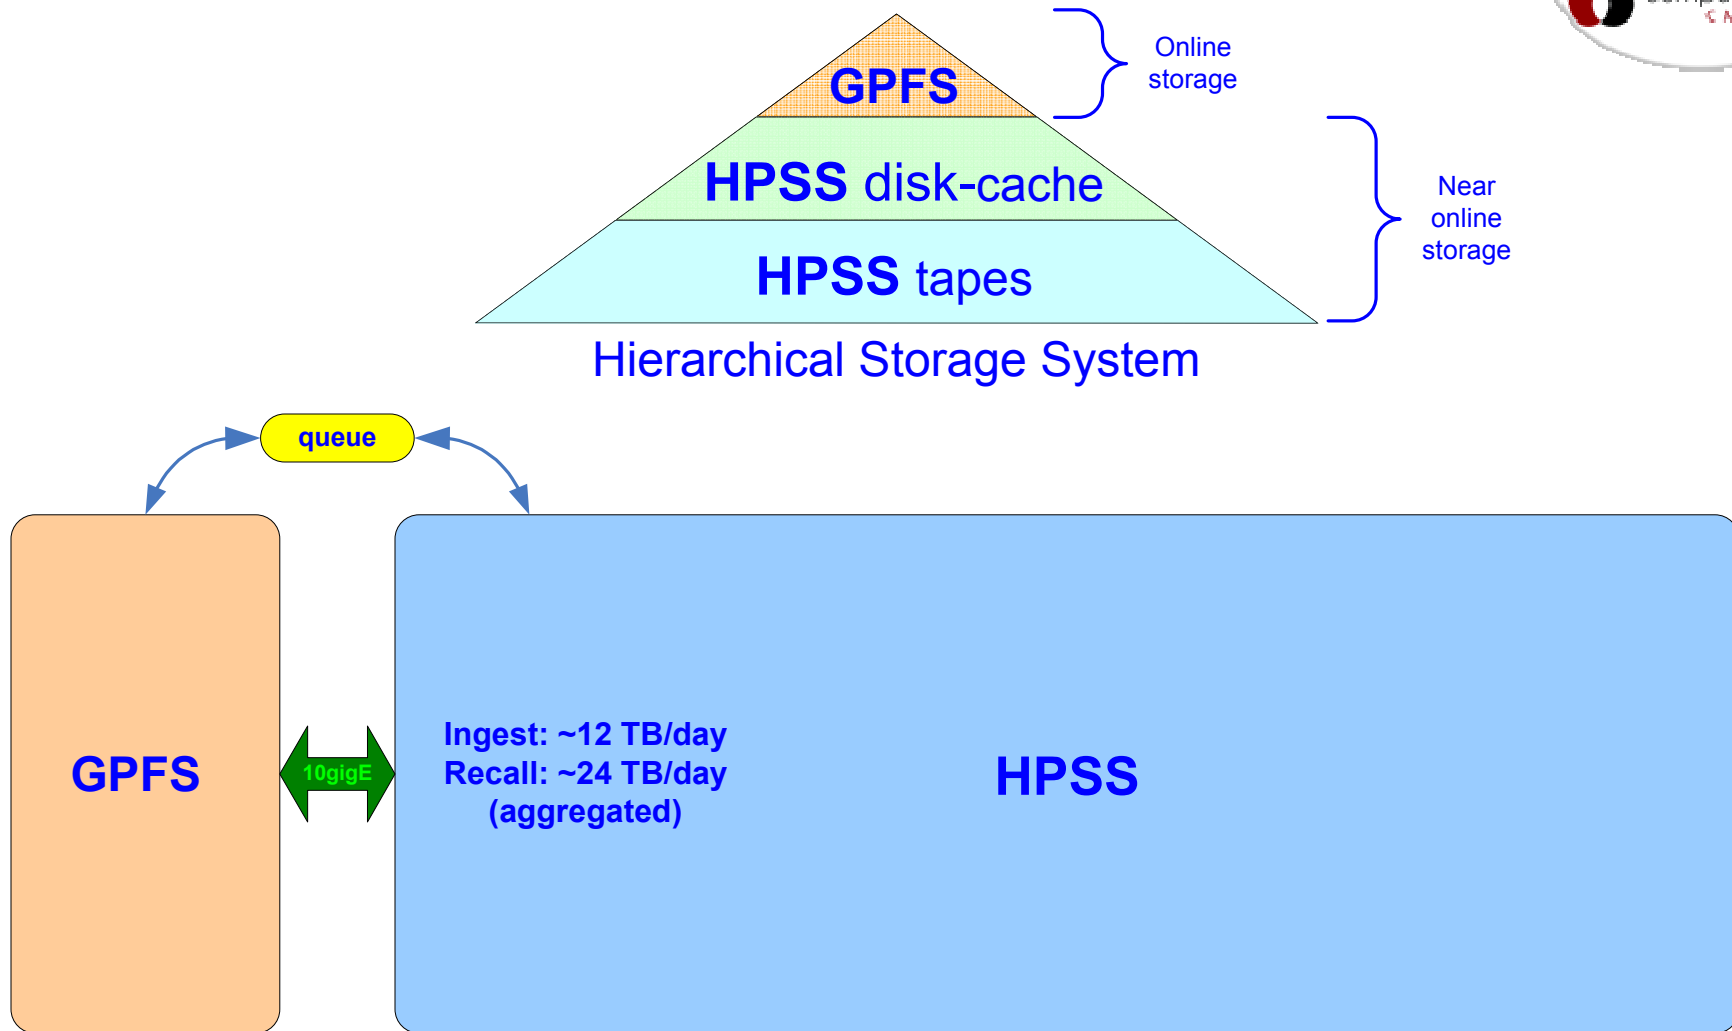 Online
storage
GPFS
HPSS disk-cache
Near
online
storage
HPSS tapes
Hierarchical Storage System
queue
GPFS
10gigE
Ingest: ~12 TB/day
Recall: ~24 TB/day
(aggregated)
HPSS